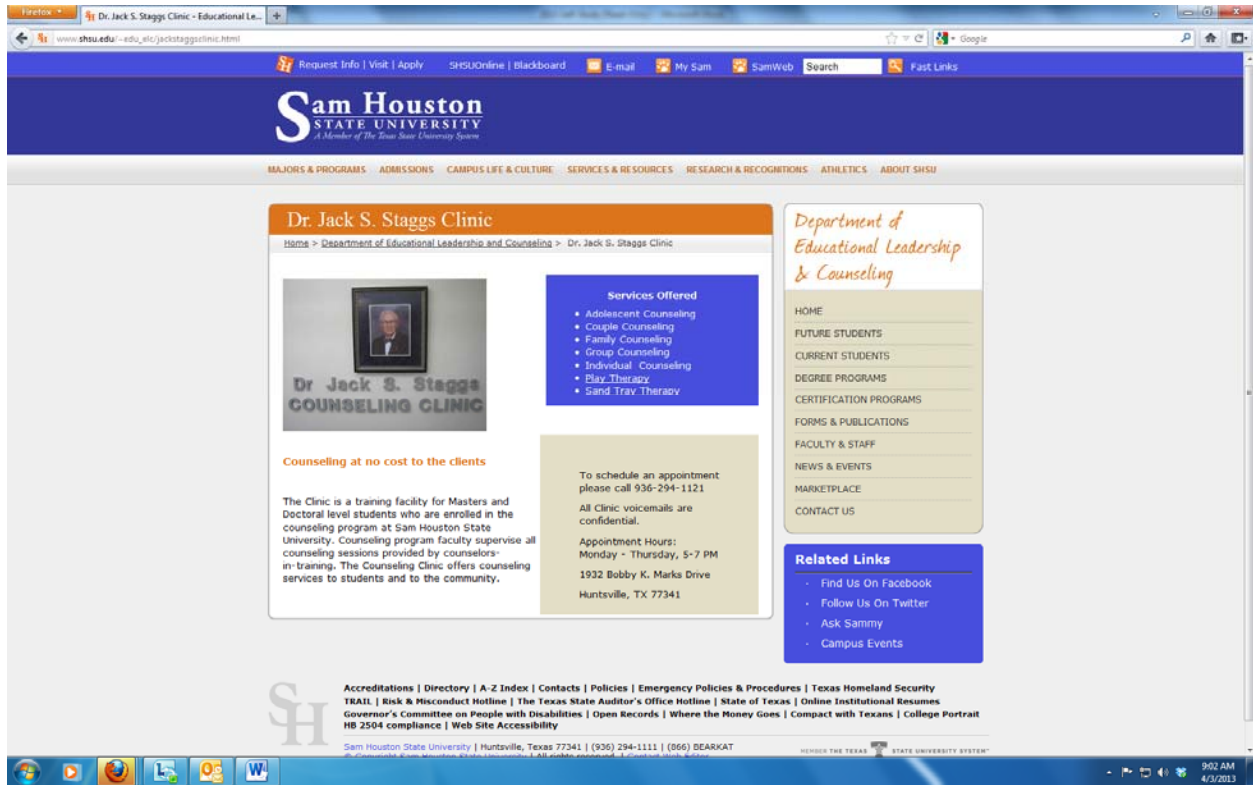 Firefox
Dr. Jack S. Staggs Clinic - Educational Le...
www.shsu.edu/~edu_elc/jackstaggsclinic.html
Google
Request Info | Visit | Apply SHSUOnline | Blackboard E-mail My Sam SamWeb Search Fast Links
Sam Houston
STATE UNIVERSITY
A Member of The Texas State University System
MAJORS & PROGRAMS ADMISSIONS CAMPUS LIFE & CULTURE SERVICES & RESOURCES RESEARCH & RECOGNITIONS ATHLETICS ABOUT SHSU
Dr. Jack S. Staggs Clinic
Home > Department of Educational Leadership and Counseling > Dr. Jack S. Staggs Clinic
Dr Jack S. Staggs
COUNSELING CLINIC
Counseling at no cost to the clients
The Clinic is a training facility for Masters and
Doctoral level students who are enrolled in the
counseling program at Sam Houston State
University. Counseling program faculty supervise all
counseling sessions provided by counselors-
in-training. The Counseling Clinic offers counseling
services to students and to the community.
Services Offered
• Adolescent Counseling
• Couple Counseling
• Family Counseling
• Group Counseling
• Individual Counseling
• Play Therapy
• Sand Tray Therapy
To schedule an appointment
please call 936-294-1121
All Clinic voicemails are
confidential.
Appointment Hours:
Monday - Thursday, 5-7 PM
1932 Bobby K. Marks Drive
Huntsville, TX 77341
Department of
Educational Leadership
& Counseling
HOME
FUTURE STUDENTS
CURRENT STUDENTS
DEGREE PROGRAMS
CERTIFICATION PROGRAMS
FORMS & PUBLICATIONS
FACULTY & STAFF
NEWS & EVENTS
MARKETPLACE
CONTACT US
Related Links
· Find Us On Facebook
· Follow Us On Twitter
· Ask Sammy
· Campus Events
SH
Accreditations | Directory | A-Z Index | Contacts | Policies | Emergency Policies & Procedures | Texas Homeland Security
TRAIL | Risk & Misconduct Hotline | The Texas State Auditor's Office Hotline | State of Texas | Online Institutional Resumes
Governor's Committee on People with Disabilities | Open Records | Where the Money Goes | Compact with Texans | College Portrait
HB 2504 compliance | Web Site Accessibility
Sam Houston State University | Huntsville, Texas 77341 | (936) 294-1111 | (866) BEARKAT
© Copyright Sam Houston State University | All rights reserved. | Contact Web Editor
MEMBER THE TEXAS STATE UNIVERSITY SYSTEM
9:02 AM
4/3/2013